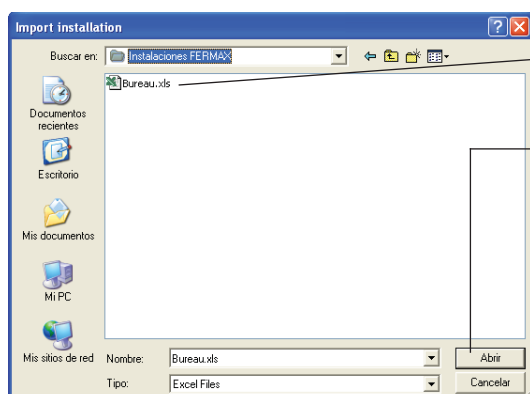 Import installation
Buscar en:
Instalaciones FERMAX
Bureau.xls
Documentos
recientes
Escritorio
Mis documentos
Mi PC
Mis sitios de red
Nombre:
Bureau.xls
Abrir
Tipo:
Excel Files
Cancelar